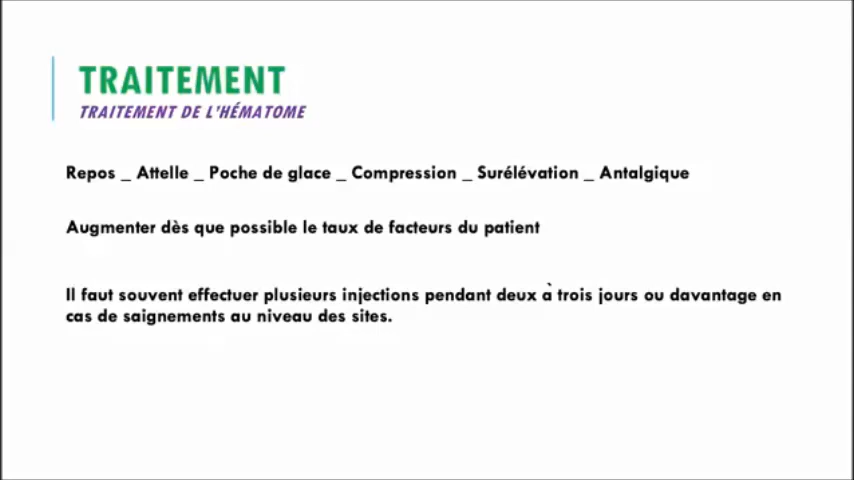 TRAITEMENT
TRAITEMENT DE L'HÉMATOME
Repos _ Attelle _ Poche de glace _ Compression _ Surélévation _ Antalgique
Augmenter dès que possible le taux de facteurs du patient
Il faut souvent effectuer plusieurs injections pendant deux à trois jours ou davantage en
cas de saignements au niveau des sites.